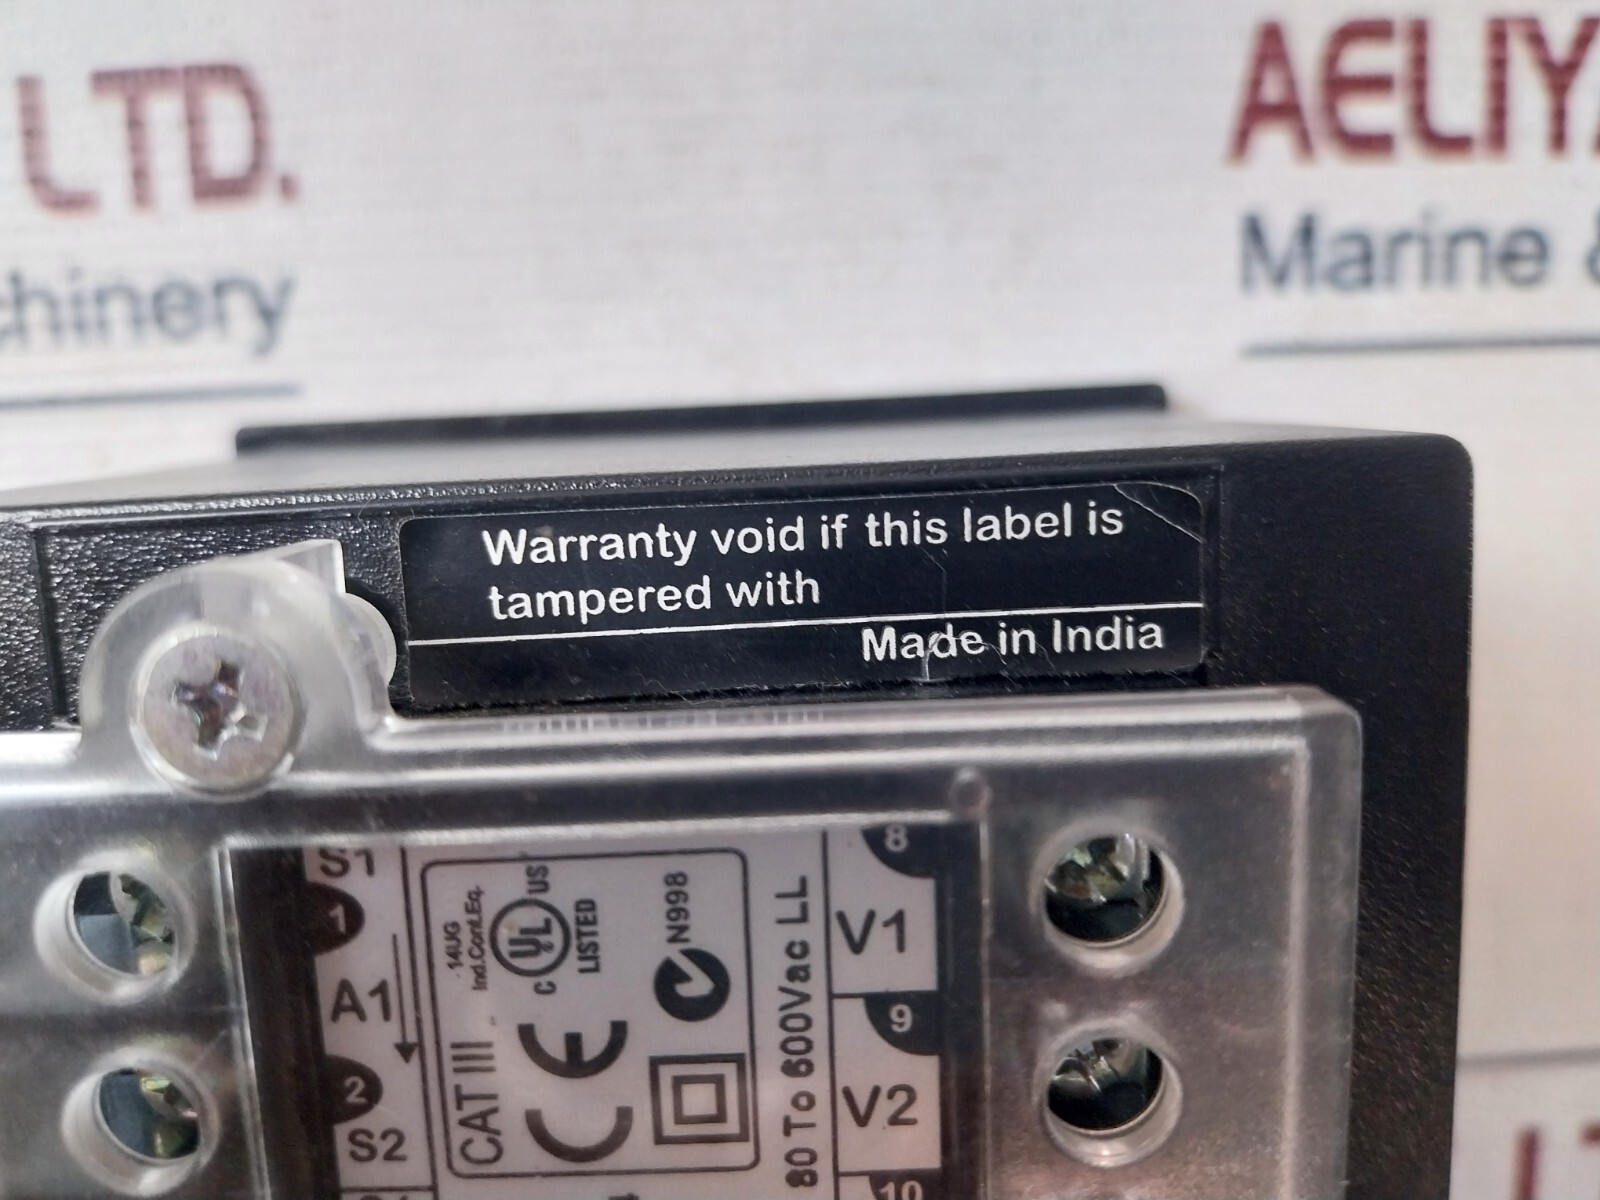 LTD.
chinery
AELIYA
Marine &
Warranty void if this label is
tampered with
Made in India
S1
1
A1
2
S2
14UG
Ind.Cont.Eq.
C UL US
LISTED
N998
CAT III
CE
80 To 600Vac LL
8
V1
9
V2
10